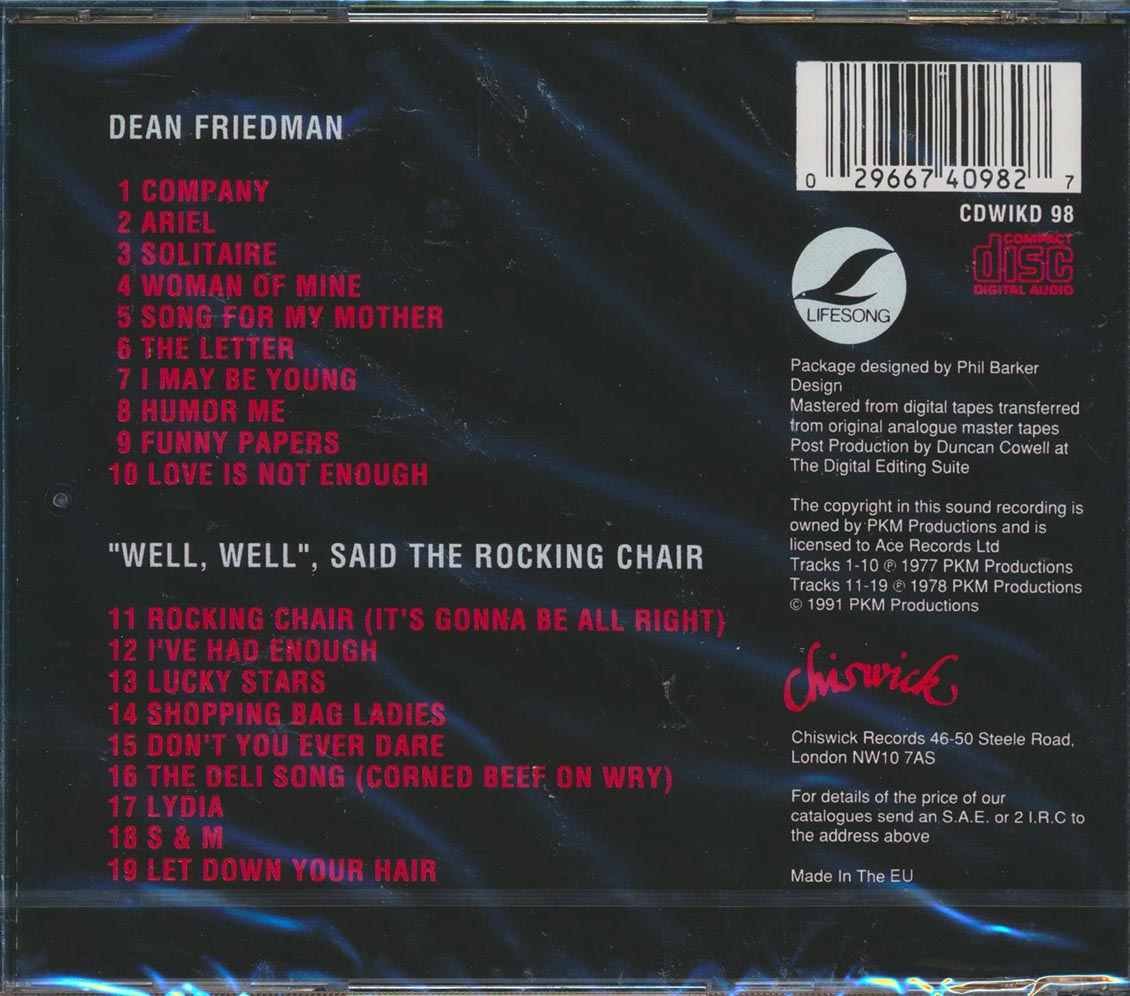 DEAN FRIEDMAN
1 COMPANY
2 ARIEL
3 SOLITAIRE
4 WOMAN OF MINE
5 SONG FOR MY MOTHER
6 THE LETTER
7 I MAY BE YOUNG
8 HUMOR ME
9 FUNNY PAPERS
10 LOVE IS NOT ENOUGH
"WELL, WELL", SAID THE ROCKING CHAIR
11 ROCKING CHAIR (IT'S GONNA BE ALL RIGHT)
12 I'VE HAD ENOUGH
13 LUCKY STARS
14 SHOPPING BAG LADIES
15 DON'T YOU EVER DARE
16 THE DELI SONG (CORNED BEEF ON WRY)
17 LYDIA
18 S & M
19 LET DOWN YOUR HAIR
0 29667 40982 7
CDWIKD 98
COMPACT
disc
DIGITAL AUDIO
LIFESONG
Package designed by Phil Barker
Design
Mastered from digital tapes transferred
from original analogue master tapes
Post Production by Duncan Cowell at
The Digital Editing Suite
The copyright in this sound recording is
owned by PKM Productions and is
licensed to Ace Records Ltd
Tracks 1-10 ℗ 1977 PKM Productions
Tracks 11-19 ℗ 1978 PKM Productions
© 1991 PKM Productions
Chiswick
Chiswick Records 46-50 Steele Road,
London NW10 7AS
For details of the price of our
catalogues send an S.A.E. or 2 I.R.C to
the address above
Made In The EU